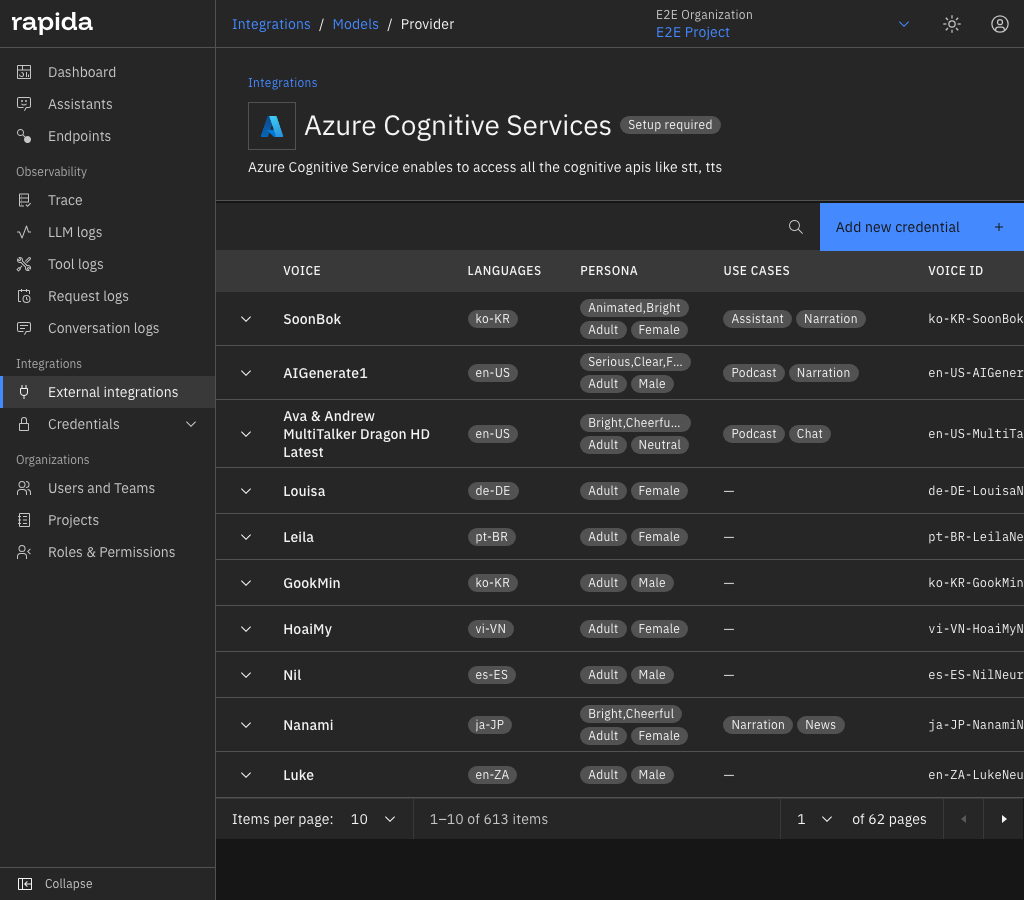 rapida
Integrations / Models / Provider
E2E Organization
E2E Project
Dashboard
Assistants
Endpoints
Observability
Trace
LLM logs
Tool logs
Request logs
Conversation logs
Integrations
External integrations
Credentials
Organizations
Users and Teams
Projects
Roles & Permissions
Collapse
Integrations
Azure Cognitive Services Setup required
Azure Cognitive Service enables to access all the cognitive apis like stt, tts
Add new credential +
VOICE LANGUAGES PERSONA USE CASES VOICE ID
SoonBok ko-KR Animated,Bright Adult Female Assistant Narration ko-KR-SoonBok
AIGenerate1 en-US Serious,Clear,F... Adult Male Podcast Narration en-US-AIGener
Ava & Andrew MultiTalker Dragon HD Latest en-US Bright,Cheerfu... Adult Neutral Podcast Chat en-US-MultiTa
Louisa de-DE Adult Female — de-DE-LouisaN
Leila pt-BR Adult Female — pt-BR-LeilaNe
GookMin ko-KR Adult Male — ko-KR-GookMin
HoaiMy vi-VN Adult Female — vi-VN-HoaiMyN
Nil es-ES Adult Male — es-ES-NilNeur
Nanami ja-JP Bright,Cheerful Adult Female Narration News ja-JP-NanamiN
Luke en-ZA Adult Male — en-ZA-LukeNeu
Items per page: 10 1–10 of 613 items 1 of 62 pages